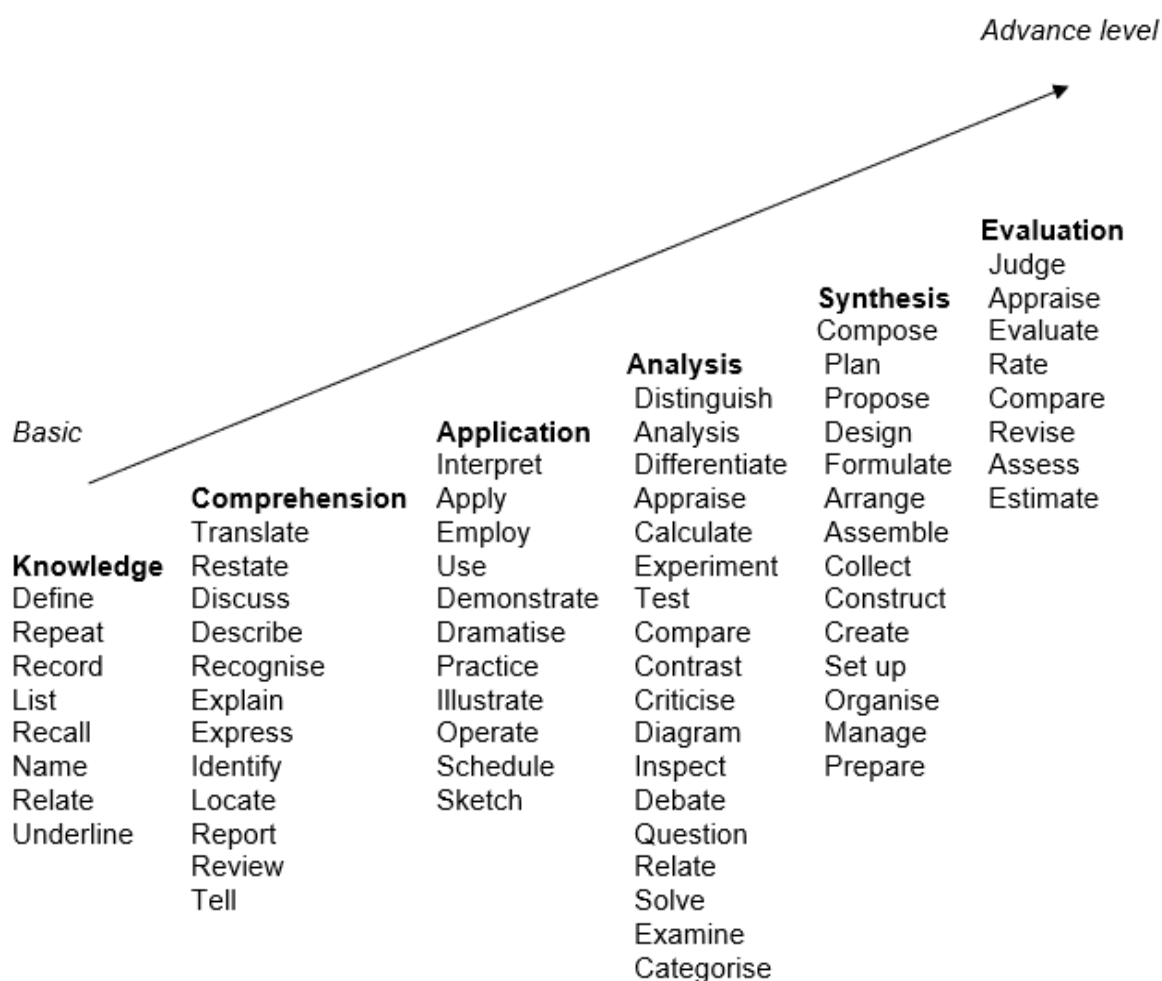 Advance level
Basic
Knowledge
Define
Repeat
Record
List
Recall
Name
Relate
Underline
Comprehension
Translate
Restate
Discuss
Describe
Recognise
Explain
Express
Identify
Locate
Report
Review
Tell
Application
Interpret
Apply
Employ
Use
Demonstrate
Dramatise
Practice
Illustrate
Operate
Schedule
Sketch
Analysis
Distinguish
Analysis
Differentiate
Appraise
Calculate
Experiment
Test
Compare
Contrast
Criticise
Diagram
Inspect
Debate
Question
Relate
Solve
Examine
Categorise
Synthesis
Compose
Plan
Propose
Design
Formulate
Arrange
Assemble
Collect
Construct
Create
Set up
Organise
Manage
Prepare
Evaluation
Judge
Appraise
Evaluate
Rate
Compare
Revise
Assess
Estimate